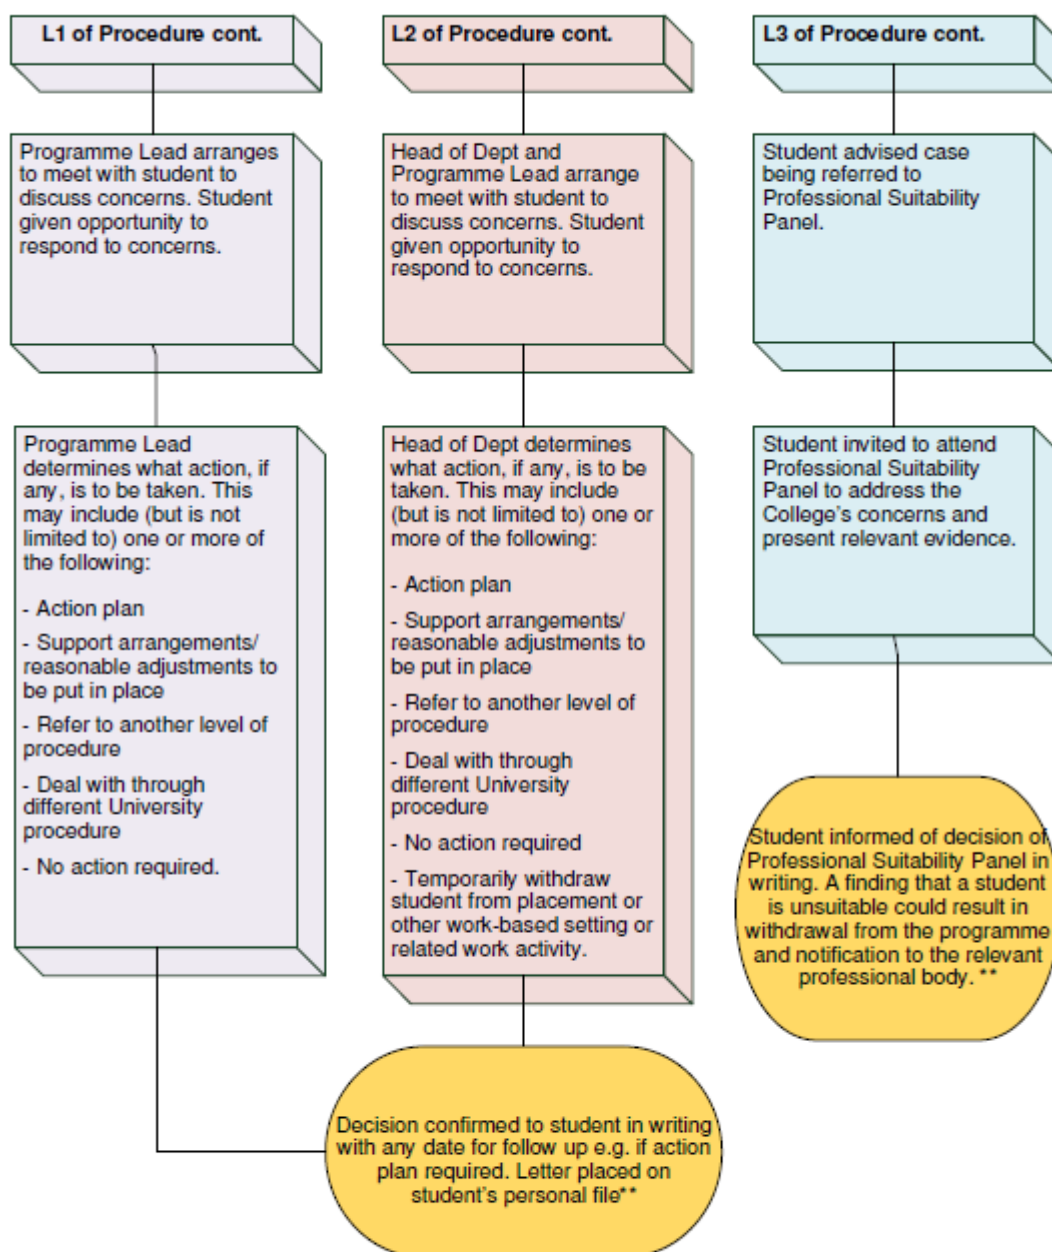 L1 of Procedure cont.
Programme Lead arranges
to meet with student to
discuss concerns. Student
given opportunity to
respond to concerns.
Programme Lead
determines what action, if
any, is to be taken. This
may include (but is not
limited to) one or more of
the following:
- Action plan
- Support arrangements/
reasonable adjustments to
be put in place
- Refer to another level of
procedure
- Deal with through
different University
procedure
- No action required.
L2 of Procedure cont.
Head of Dept and
Programme Lead arrange
to meet with student to
discuss concerns. Student
given opportunity to
respond to concerns.
Head of Dept determines
what action, if any, is to be
taken. This may include
(but is not limited to) one or
more of the following:
- Action plan
- Support arrangements/
reasonable adjustments to
be put in place
- Refer to another level of
procedure
- Deal with through
different University
procedure
- No action required
- Temporarily withdraw
student from placement or
other work-based setting or
related work activity.
Decision confirmed to student in writing
with any date for follow up e.g. if action
plan required. Letter placed on
student's personal file**
L3 of Procedure cont.
Student advised case
being referred to
Professional Suitability
Panel.
Student invited to attend
Professional Suitability
Panel to address the
College's concerns and
present relevant evidence.
Student informed of decision of
Professional Suitability Panel in
writing. A finding that a student
is unsuitable could result in
withdrawal from the programme
and notification to the relevant
professional body. **